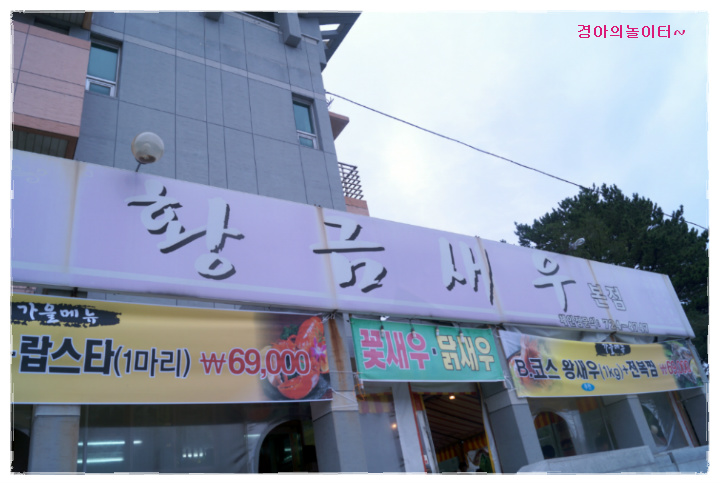 경아의놀이터~
황금새우 본점
가을메뉴
랍스타(1마리) ₩69,000
꽃새우·닭새우
B.코스 왕새우(1kg)+전복찜